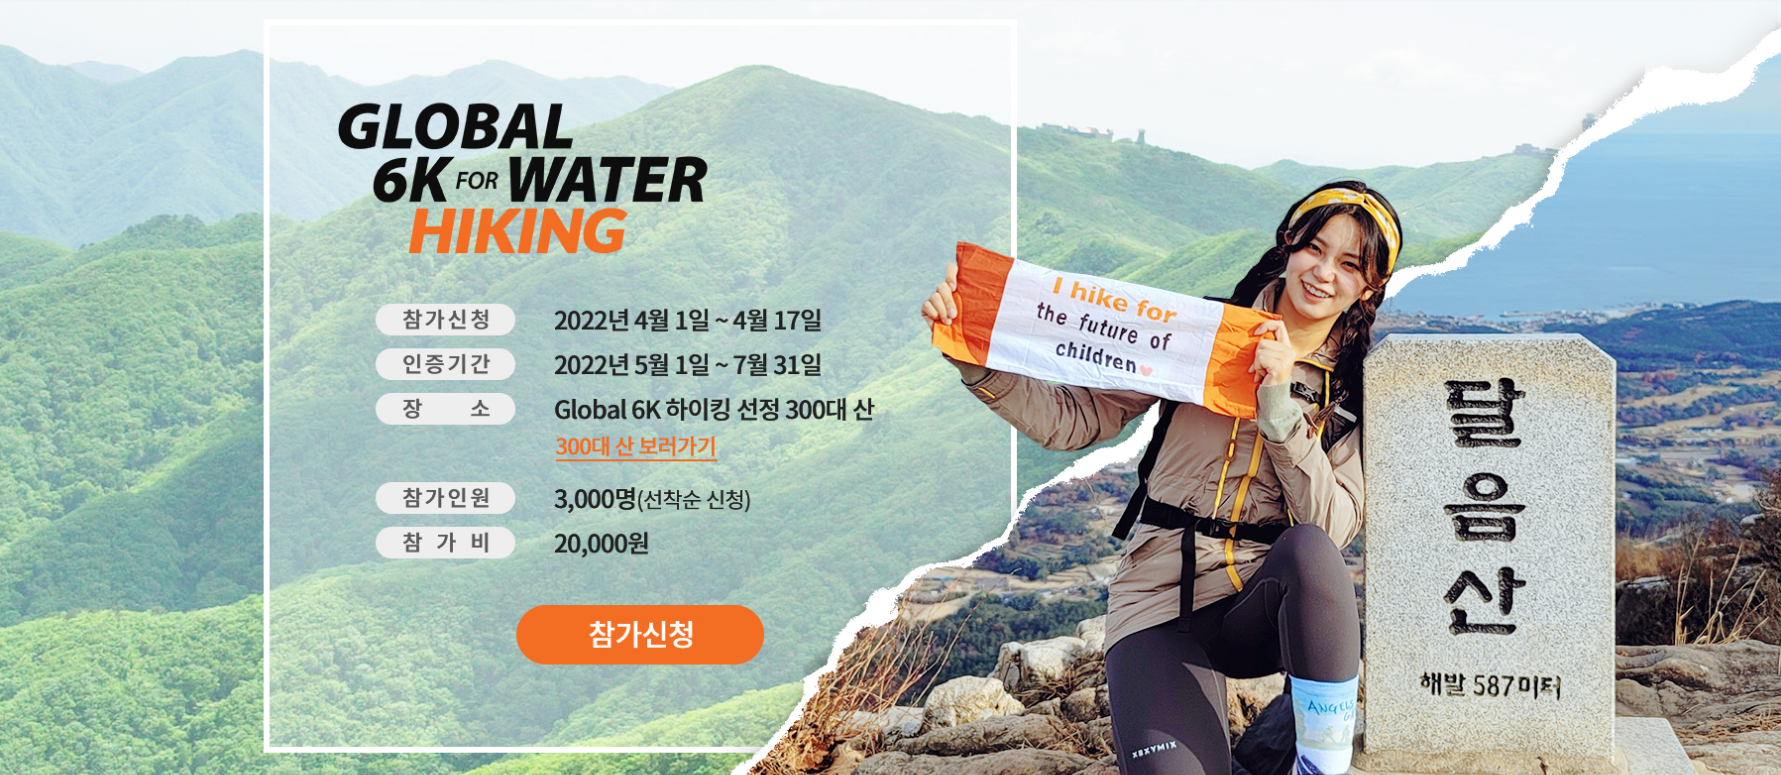 GLOBAL
6K FOR WATER
HIKING
참가신청 2022년 4월 1일 ~ 4월 17일
인증기간 2022년 5월 1일 ~ 7월 31일
장 소 Global 6K 하이킹 선정 300대 산
300대 산 보러가기
참가인원 3,000명(선착순 신청)
참 가 비 20,000원
참가신청
I hike for
the future of
children
달
음
산
해발 587미터
ANGELS
XEXYMIX